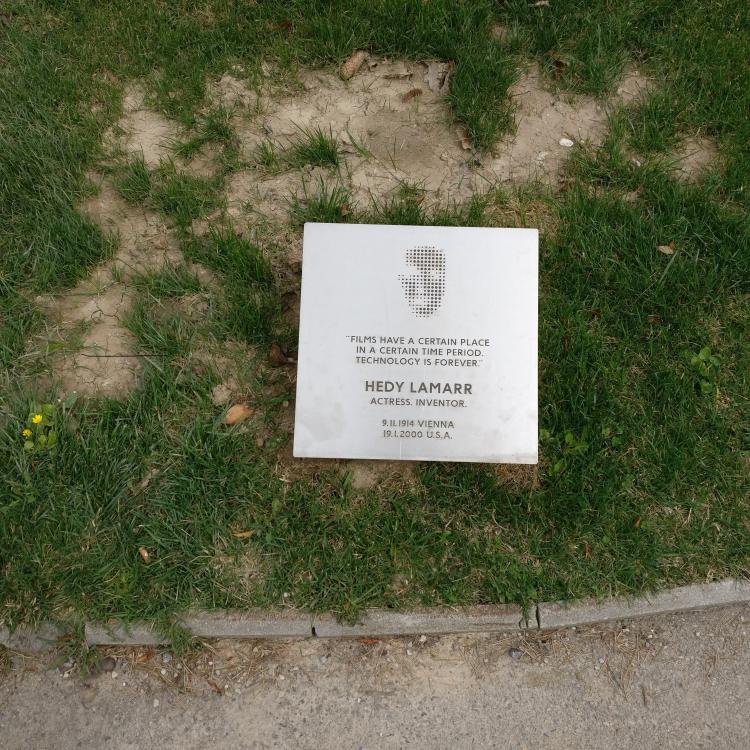 "FILMS HAVE A CERTAIN PLACE
IN A CERTAIN TIME PERIOD.
TECHNOLOGY IS FOREVER."
HEDY LAMARR
ACTRESS. INVENTOR.
9.11.1914 VIENNA
19.1.2000 U.S.A.